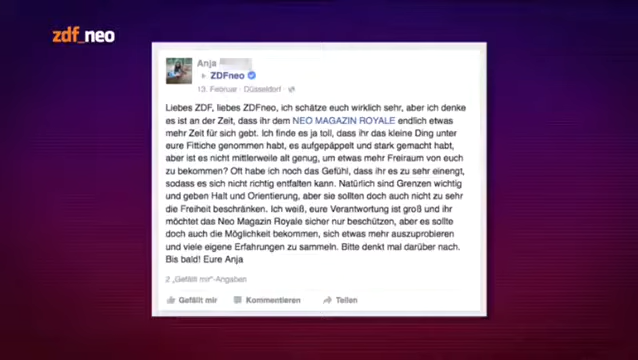 zdf_neo
Anja
ZDFneo
13. Februar · Düsseldorf ·
Liebes ZDF, liebes ZDFneo, ich schätze euch wirklich sehr, aber ich denke
es ist an der Zeit, dass ihr dem NEO MAGAZIN ROYALE endlich etwas
mehr Zeit für sich gebt. Ich finde es ja toll, dass ihr das kleine Ding unter
eure Fittiche genommen habt, es aufgepäppelt und stark gemacht habt,
aber ist es nicht mittlerweile alt genug, um etwas mehr Freiraum von euch
zu bekommen? Oft habe ich noch das Gefühl, dass ihr es zu sehr einengt,
sodass es sich nicht richtig entfalten kann. Natürlich sind Grenzen wichtig
und geben Halt und Orientierung, aber sie sollten doch auch nicht zu sehr
die Freiheit beschränken. Ich weiß, eure Verantwortung ist groß und ihr
möchtet das Neo Magazin Royale sicher nur beschützen, aber es sollte
doch auch die Möglichkeit bekommen, sich etwas mehr auszuprobieren
und viele eigene Erfahrungen zu sammeln. Bitte denkt mal darüber nach.
Bis bald! Eure Anja
2 „Gefällt mir"-Angaben
Gefällt mir Kommentieren Teilen